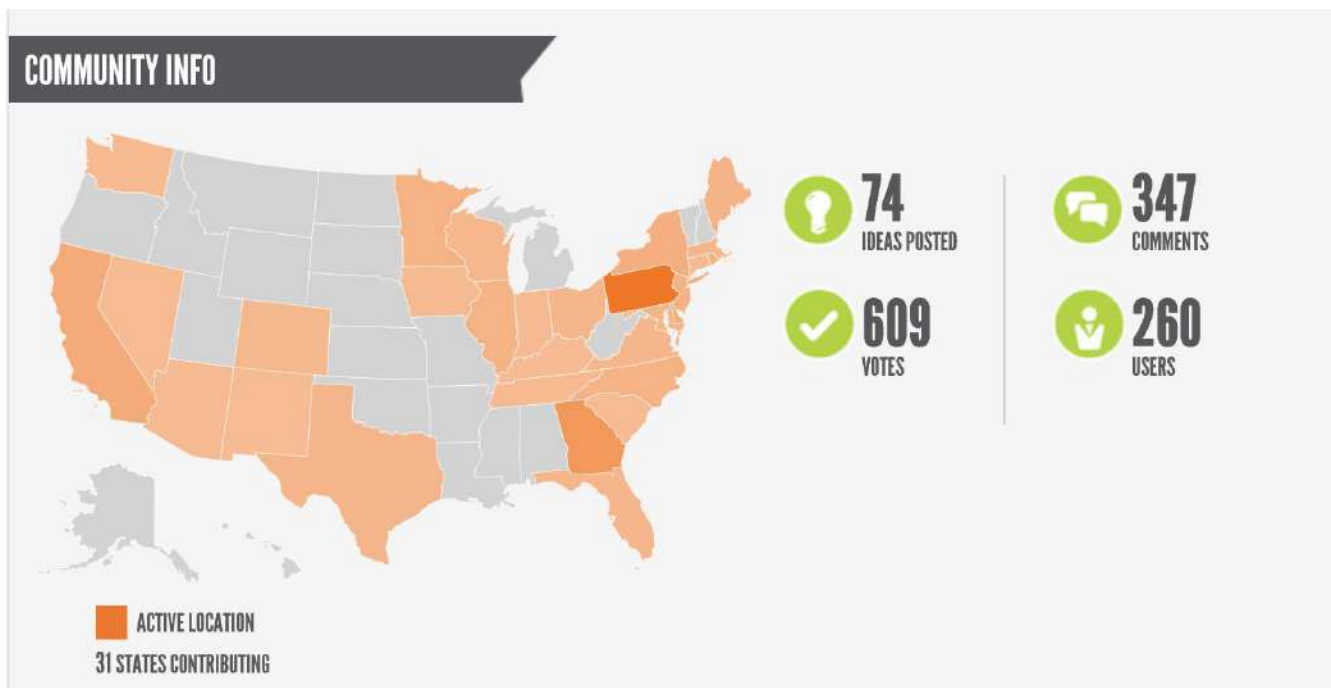 COMMUNITY INFO
74
IDEAS POSTED
347
COMMENTS
609
VOTES
260
USERS
ACTIVE LOCATION
31 STATES CONTRIBUTING